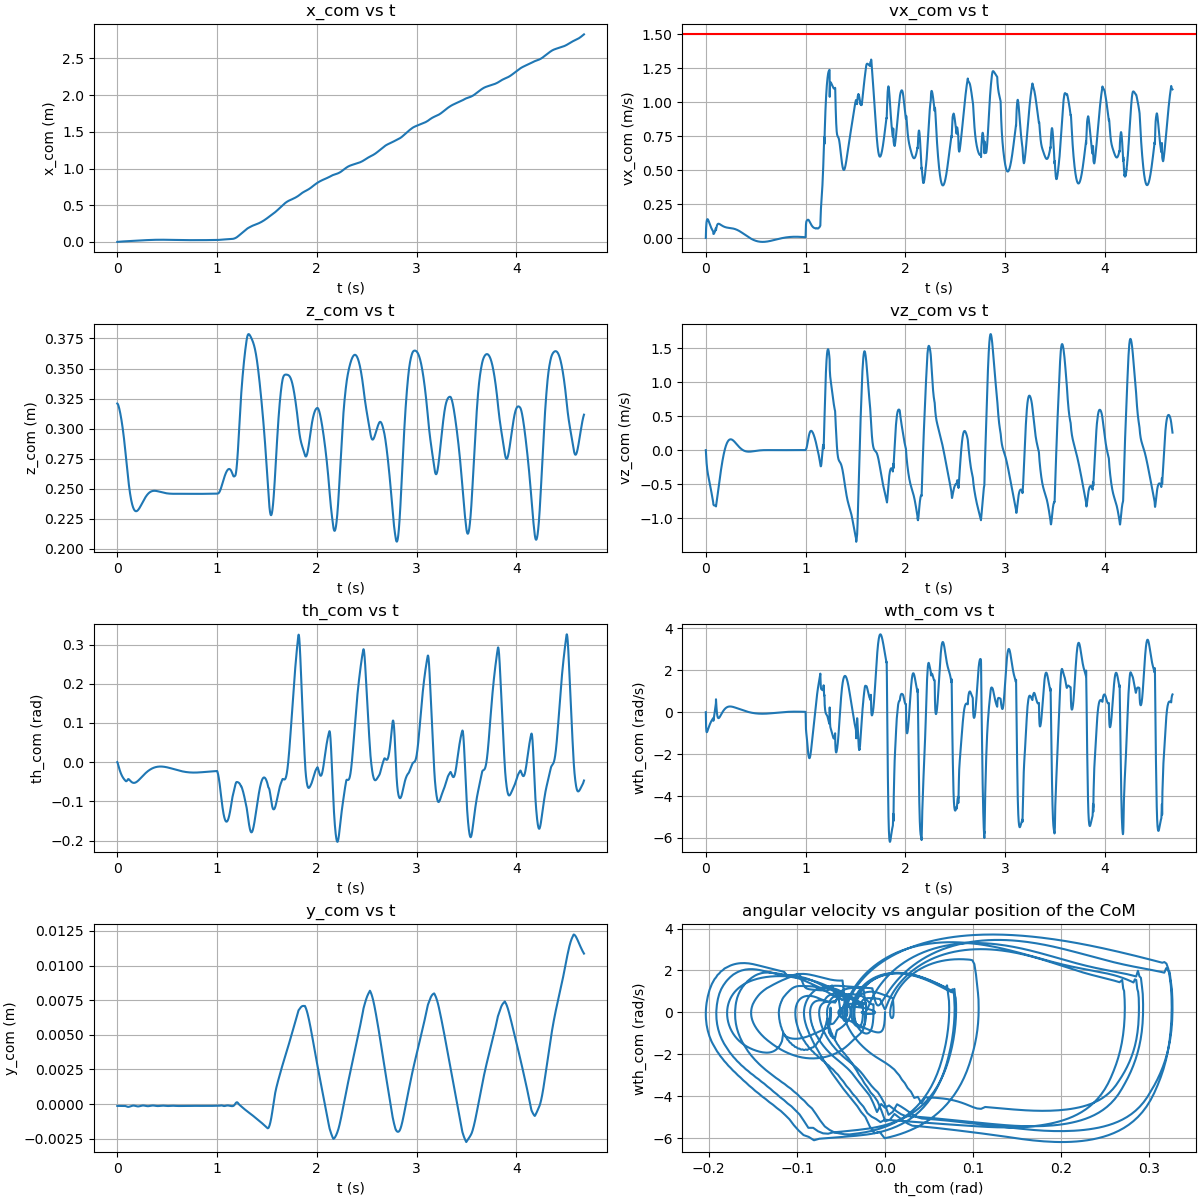 x_com vs t
x_com (m)
2.5
2.0
1.5
1.0
0.5
0.0
0 1 2 3 4
t (s)
vx_com vs t
vx_com (m/s)
1.50
1.25
1.00
0.75
0.50
0.25
0.00
0 1 2 3 4
t (s)
z_com vs t
z_com (m)
0.375
0.350
0.325
0.300
0.275
0.250
0.225
0.200
0 1 2 3 4
t (s)
vz_com vs t
vz_com (m/s)
1.5
1.0
0.5
0.0
−0.5
−1.0
0 1 2 3 4
t (s)
th_com vs t
th_com (rad)
0.3
0.2
0.1
0.0
−0.1
−0.2
0 1 2 3 4
t (s)
wth_com vs t
wth_com (rad/s)
4
2
0
−2
−4
−6
0 1 2 3 4
t (s)
y_com vs t
y_com (m)
0.0125
0.0100
0.0075
0.0050
0.0025
0.0000
−0.0025
0 1 2 3 4
t (s)
angular velocity vs angular position of the CoM
wth_com (rad/s)
4
2
0
−2
−4
−6
−0.2 −0.1 0.0 0.1 0.2 0.3
th_com (rad)